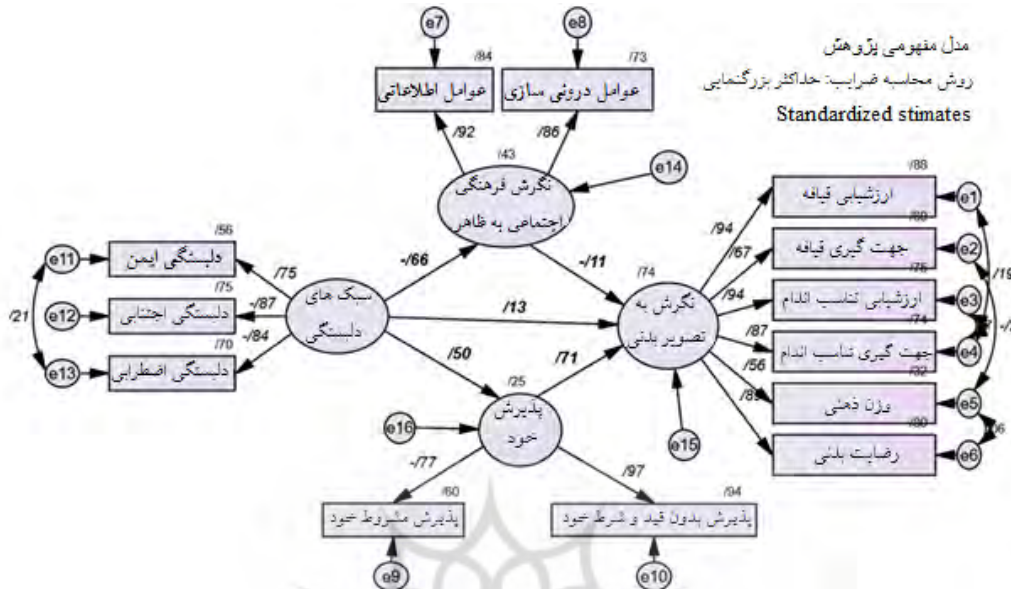 مدل مفهومی پژوهش
روش محاسبه ضرایب: حداکثر بزرگنمایی
Standardized stimates
e7
e8
/84
/73
عوامل اطلاعاتی
عوامل درونی سازی
/92
/86
/43
نگرش فرهنگی
اجتماعی به ظاهر
e14
e11
e12
e13
/21
/56
دلبستگی ایمن
/75
دلبستگی اجتنابی
/70
دلبستگی اضطرابی
/75
-/87
-/84
سبک های
دلبستگی
-/66
-/11
/13
/50
/71
/74
نگرش به
تصویر بدنی
e15
/94
/67
/94
/87
/56
/89
/88
ارزشیابی قیافه
جهت گیری قیافه
ارزشیابی تناسب اندام
/74
جهت گیری تناسب اندام
/32
وزن ذهنی
/80
رضایت بدنی
e1
e2
e3
e4
e5
e6
/19
/25
پذیرش
خود
e16
-/77
/97
/60
پذیرش مشروط خود
/94
پذیرش بدون قید و شرط خود
e9
e10